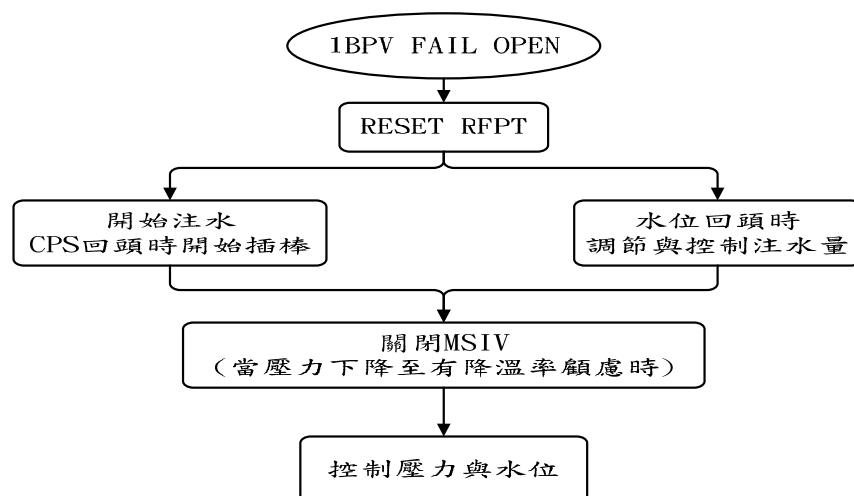 1BPV FAIL OPEN
RESET RFPT
開始注水
CPS回頭時開始插棒
水位回頭時
調節與控制注水量
關閉MSIV
(當壓力下降至有降溫率顧慮時)
控制壓力與水位